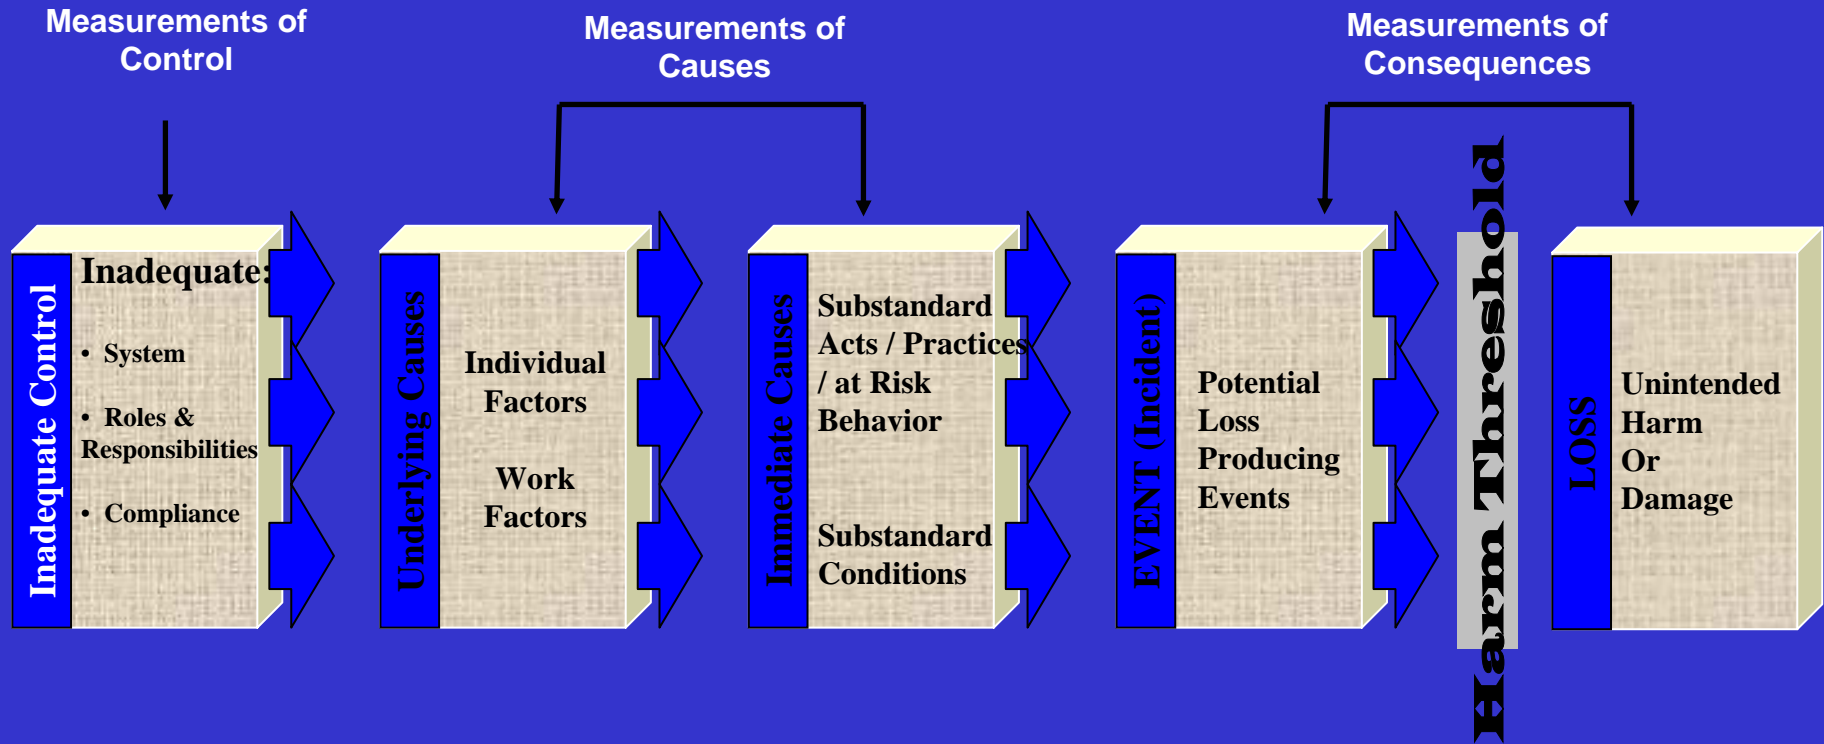 Measurements of
Control
Measurements of
Causes
Measurements of
Consequences
Inadequate Control
Inadequate:
• System
• Roles &
Responsibilities
• Compliance
Underlying Causes
Individual
Factors
Work
Factors
Immediate Causes
Substandard
Acts / Practices
/ at Risk
Behavior
Substandard
Conditions
EVENT (Incident)
Potential
Loss
Producing
Events
Harm Threshold
LOSS
Unintended
Harm
Or
Damage